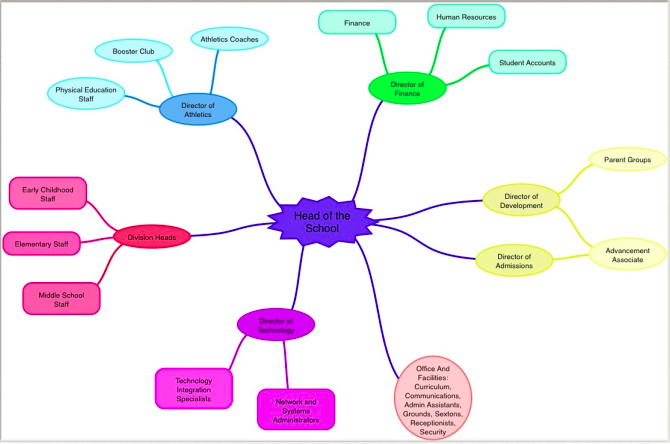 Finance
Human Resources
Student Accounts
Director of
Finance
Athletics Coaches
Booster Club
Physical Education
Staff
Director of
Athletics
Parent Groups
Director of
Development
Advancement
Associate
Director of
Admissions
Head of the
School
Early Childhood
Staff
Elementary Staff
Middle School
Staff
Division Heads
Director of
Technology
Technology
Integration
Specialists
Network and
Systems
Administrators
Office And
Facilities:
Curriculum,
Communications,
Admin Assistants,
Grounds, Sextons,
Receptionists,
Security